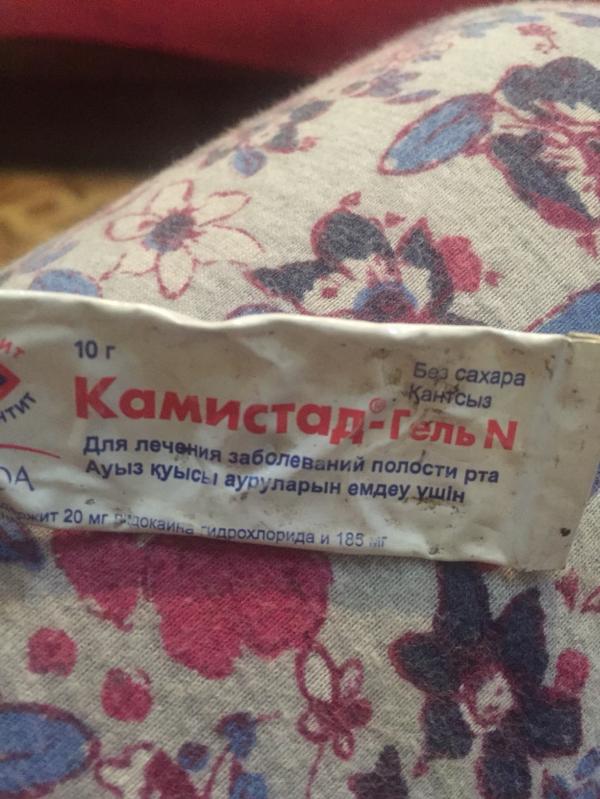 10 г
Без сахара
Қантсыз
Камистад®-Гель N
Для лечения заболеваний полости рта
Ауыз қуысы ауруларын емдеу үшін
20 мг лидокаина гидрохлорида и 185 мг